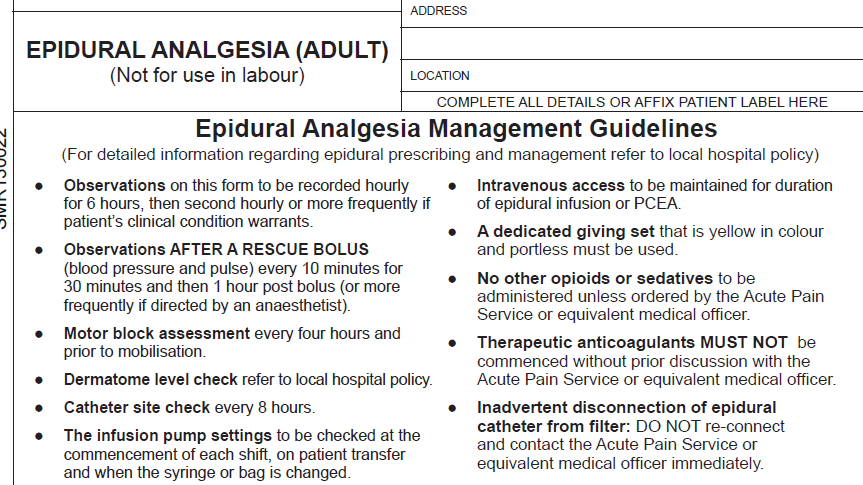 ADDRESS
EPIDURAL ANALGESIA (ADULT)
(Not for use in labour)
LOCATION
COMPLETE ALL DETAILS OR AFFIX PATIENT LABEL HERE
Epidural Analgesia Management Guidelines
(For detailed information regarding epidural prescribing and management refer to local hospital policy)
● Observations on this form to be recorded hourly
for 6 hours, then second hourly or more frequently if
patient's clinical condition warrants.
● Observations AFTER A RESCUE BOLUS
(blood pressure and pulse) every 10 minutes for
30 minutes and then 1 hour post bolus (or more
frequently if directed by an anaesthetist).
● Motor block assessment every four hours and
prior to mobilisation.
● Dermatome level check refer to local hospital policy.
● Catheter site check every 8 hours.
● The infusion pump settings to be checked at the
commencement of each shift, on patient transfer
and when the syringe or bag is changed.
● Intravenous access to be maintained for duration
of epidural infusion or PCEA.
● A dedicated giving set that is yellow in colour
and portless must be used.
● No other opioids or sedatives to be
administered unless ordered by the Acute Pain
Service or equivalent medical officer.
● Therapeutic anticoagulants MUST NOT be
commenced without prior discussion with the
Acute Pain Service or equivalent medical officer.
● Inadvertent disconnection of epidural
catheter from filter: DO NOT re-connect
and contact the Acute Pain Service or
equivalent medical officer immediately.